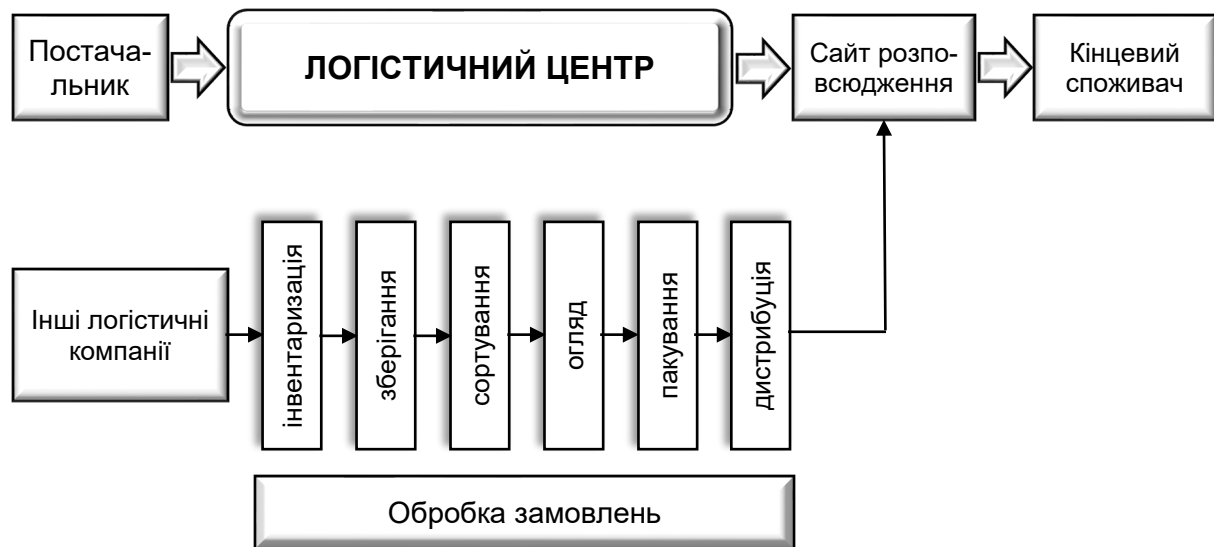 Постача-
льник
ЛОГІСТИЧНИЙ ЦЕНТР
Сайт розпо-
всюдження
Кінцевий
споживач
Інші логістичні
компанії
інвентаризація
зберігання
сортування
огляд
пакування
дистрибуція
Обробка замовлень